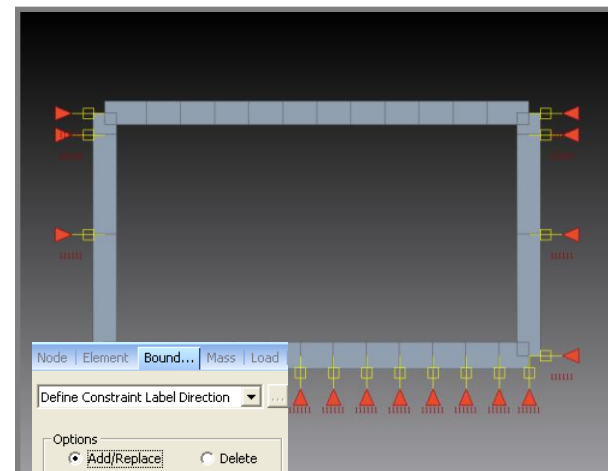 Node Element Bound... Mass Load
Define Constraint Label Direction ...
Options
Add/Replace Delete